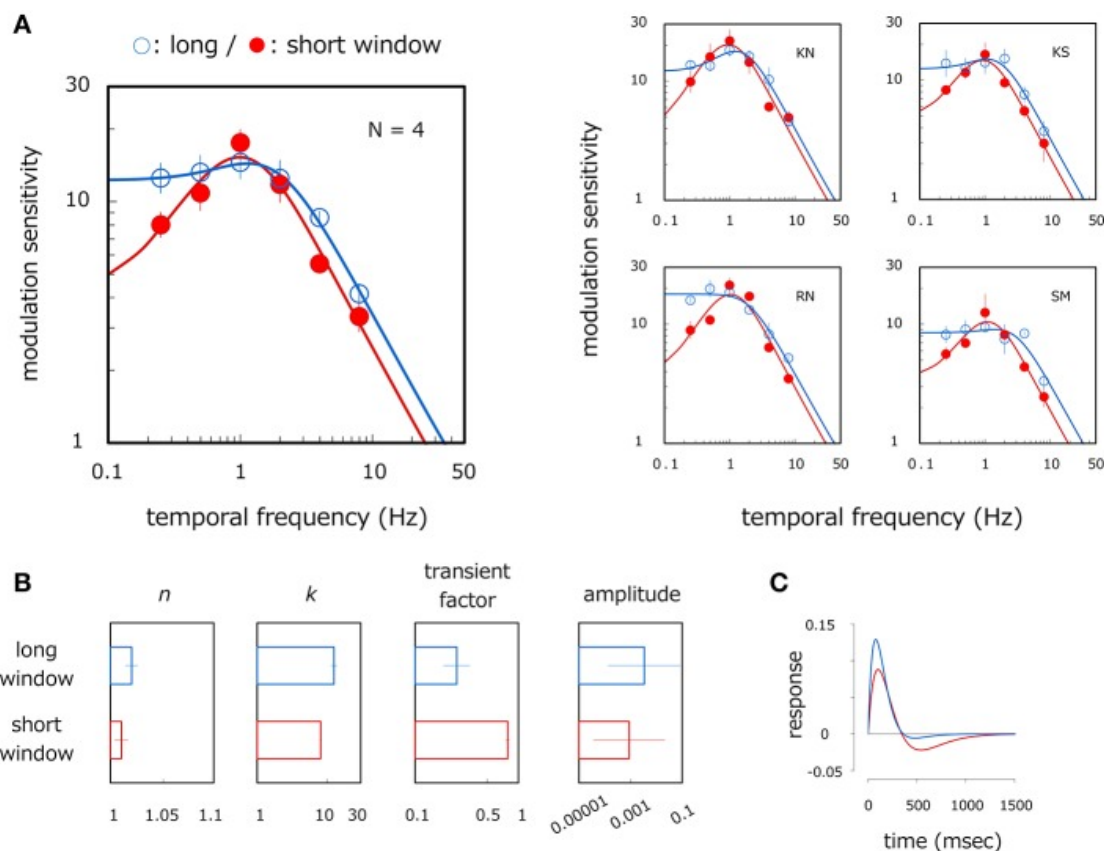 A
○: long / ●: short window
30
N = 4
10
1
0.1 1 10 50
modulation sensitivity
temporal frequency (Hz)
30
KN
10
1
0.1 1 10 50
30
KS
10
1
0.1 1 10 50
30
RN
10
1
0.1 1 10 50
30
SM
10
1
0.1 1 10 50
modulation sensitivity
modulation sensitivity
temporal frequency (Hz)
B
n
k
transient
factor
amplitude
long
window
short
window
1 1.05 1.1
1 10 30
0.1 0.5 1
0.00001 0.001 0.1
C
0.15
0
-0.05
response
0 500 1000 1500
time (msec)